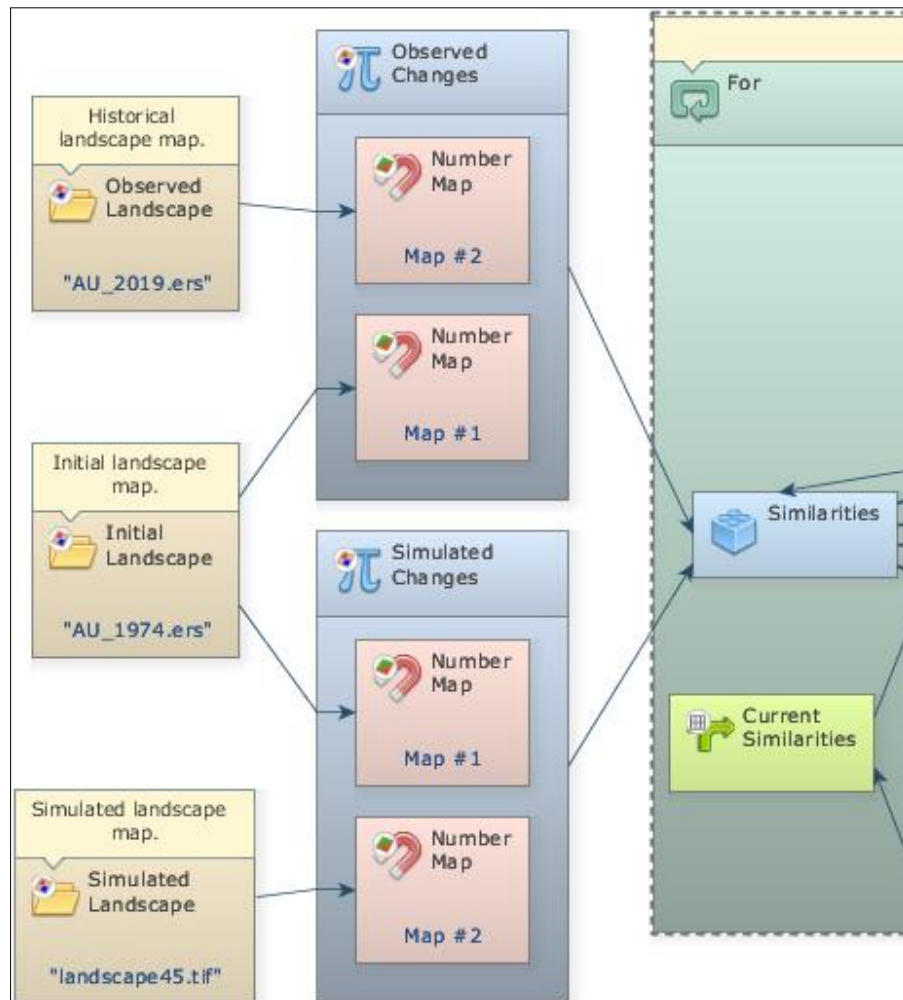 Historical
landscape map.
Observed
Landscape
"AU_2019.ers"
Initial landscape
map.
Initial
Landscape
"AU_1974.ers"
Simulated landscape
map.
Simulated
Landscape
"landscape45.tif"
Observed
Changes
Number
Map
Map #2
Number
Map
Map #1
Simulated
Changes
Number
Map
Map #1
Number
Map
Map #2
For
Similarities
Current
Similarities